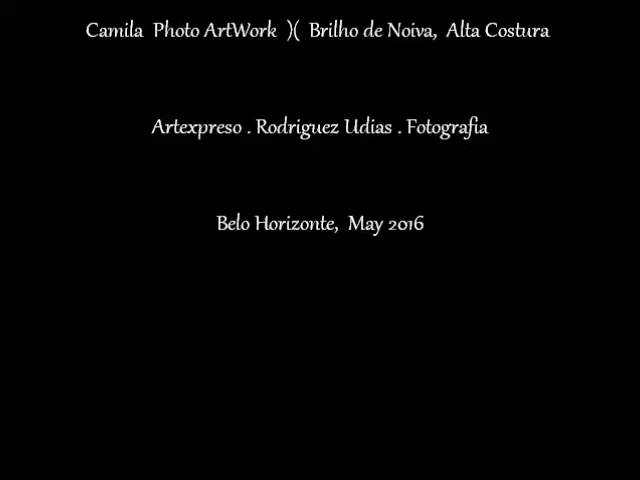 Camila Photo ArtWork )( Brilho de Noiva, Alta Costura
Artexpreso . Rodriguez Udias . Fotografia
Belo Horizonte, May 2016